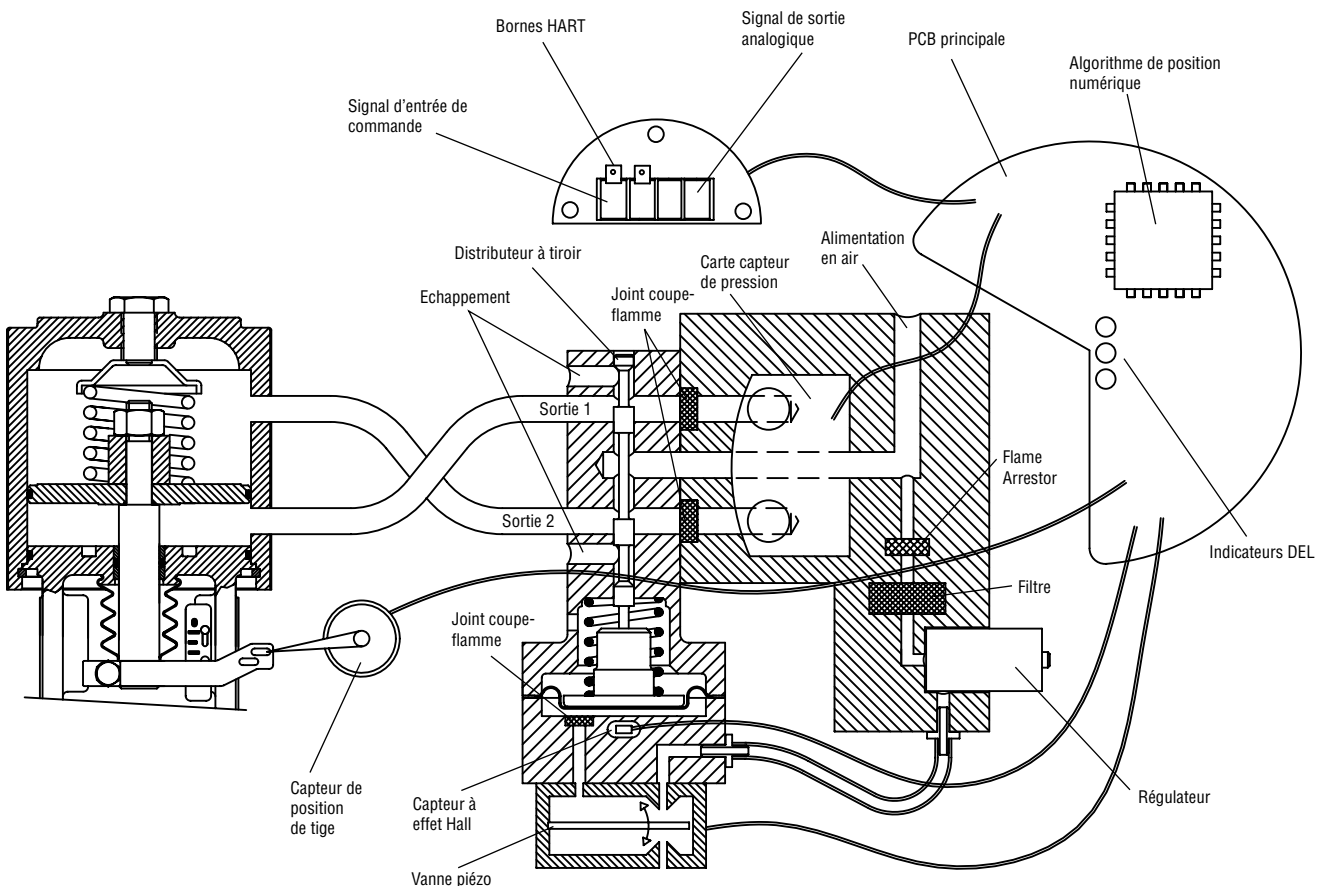 Bornes HART
Signal de sortie
analogique
PCB principale
Algorithme de position
numérique
Signal d'entrée de
commande
Distributeur à tiroir
Echappement
Joint coupe-
flamme
Carte capteur
de pression
Alimentation
en air
Sortie 1
Sortie 2
Flame
Arrestor
Indicateurs DEL
Filtre
Joint coupe-
flamme
Capteur de
position
de tige
Capteur à
effet Hall
Régulateur
Vanne piézo